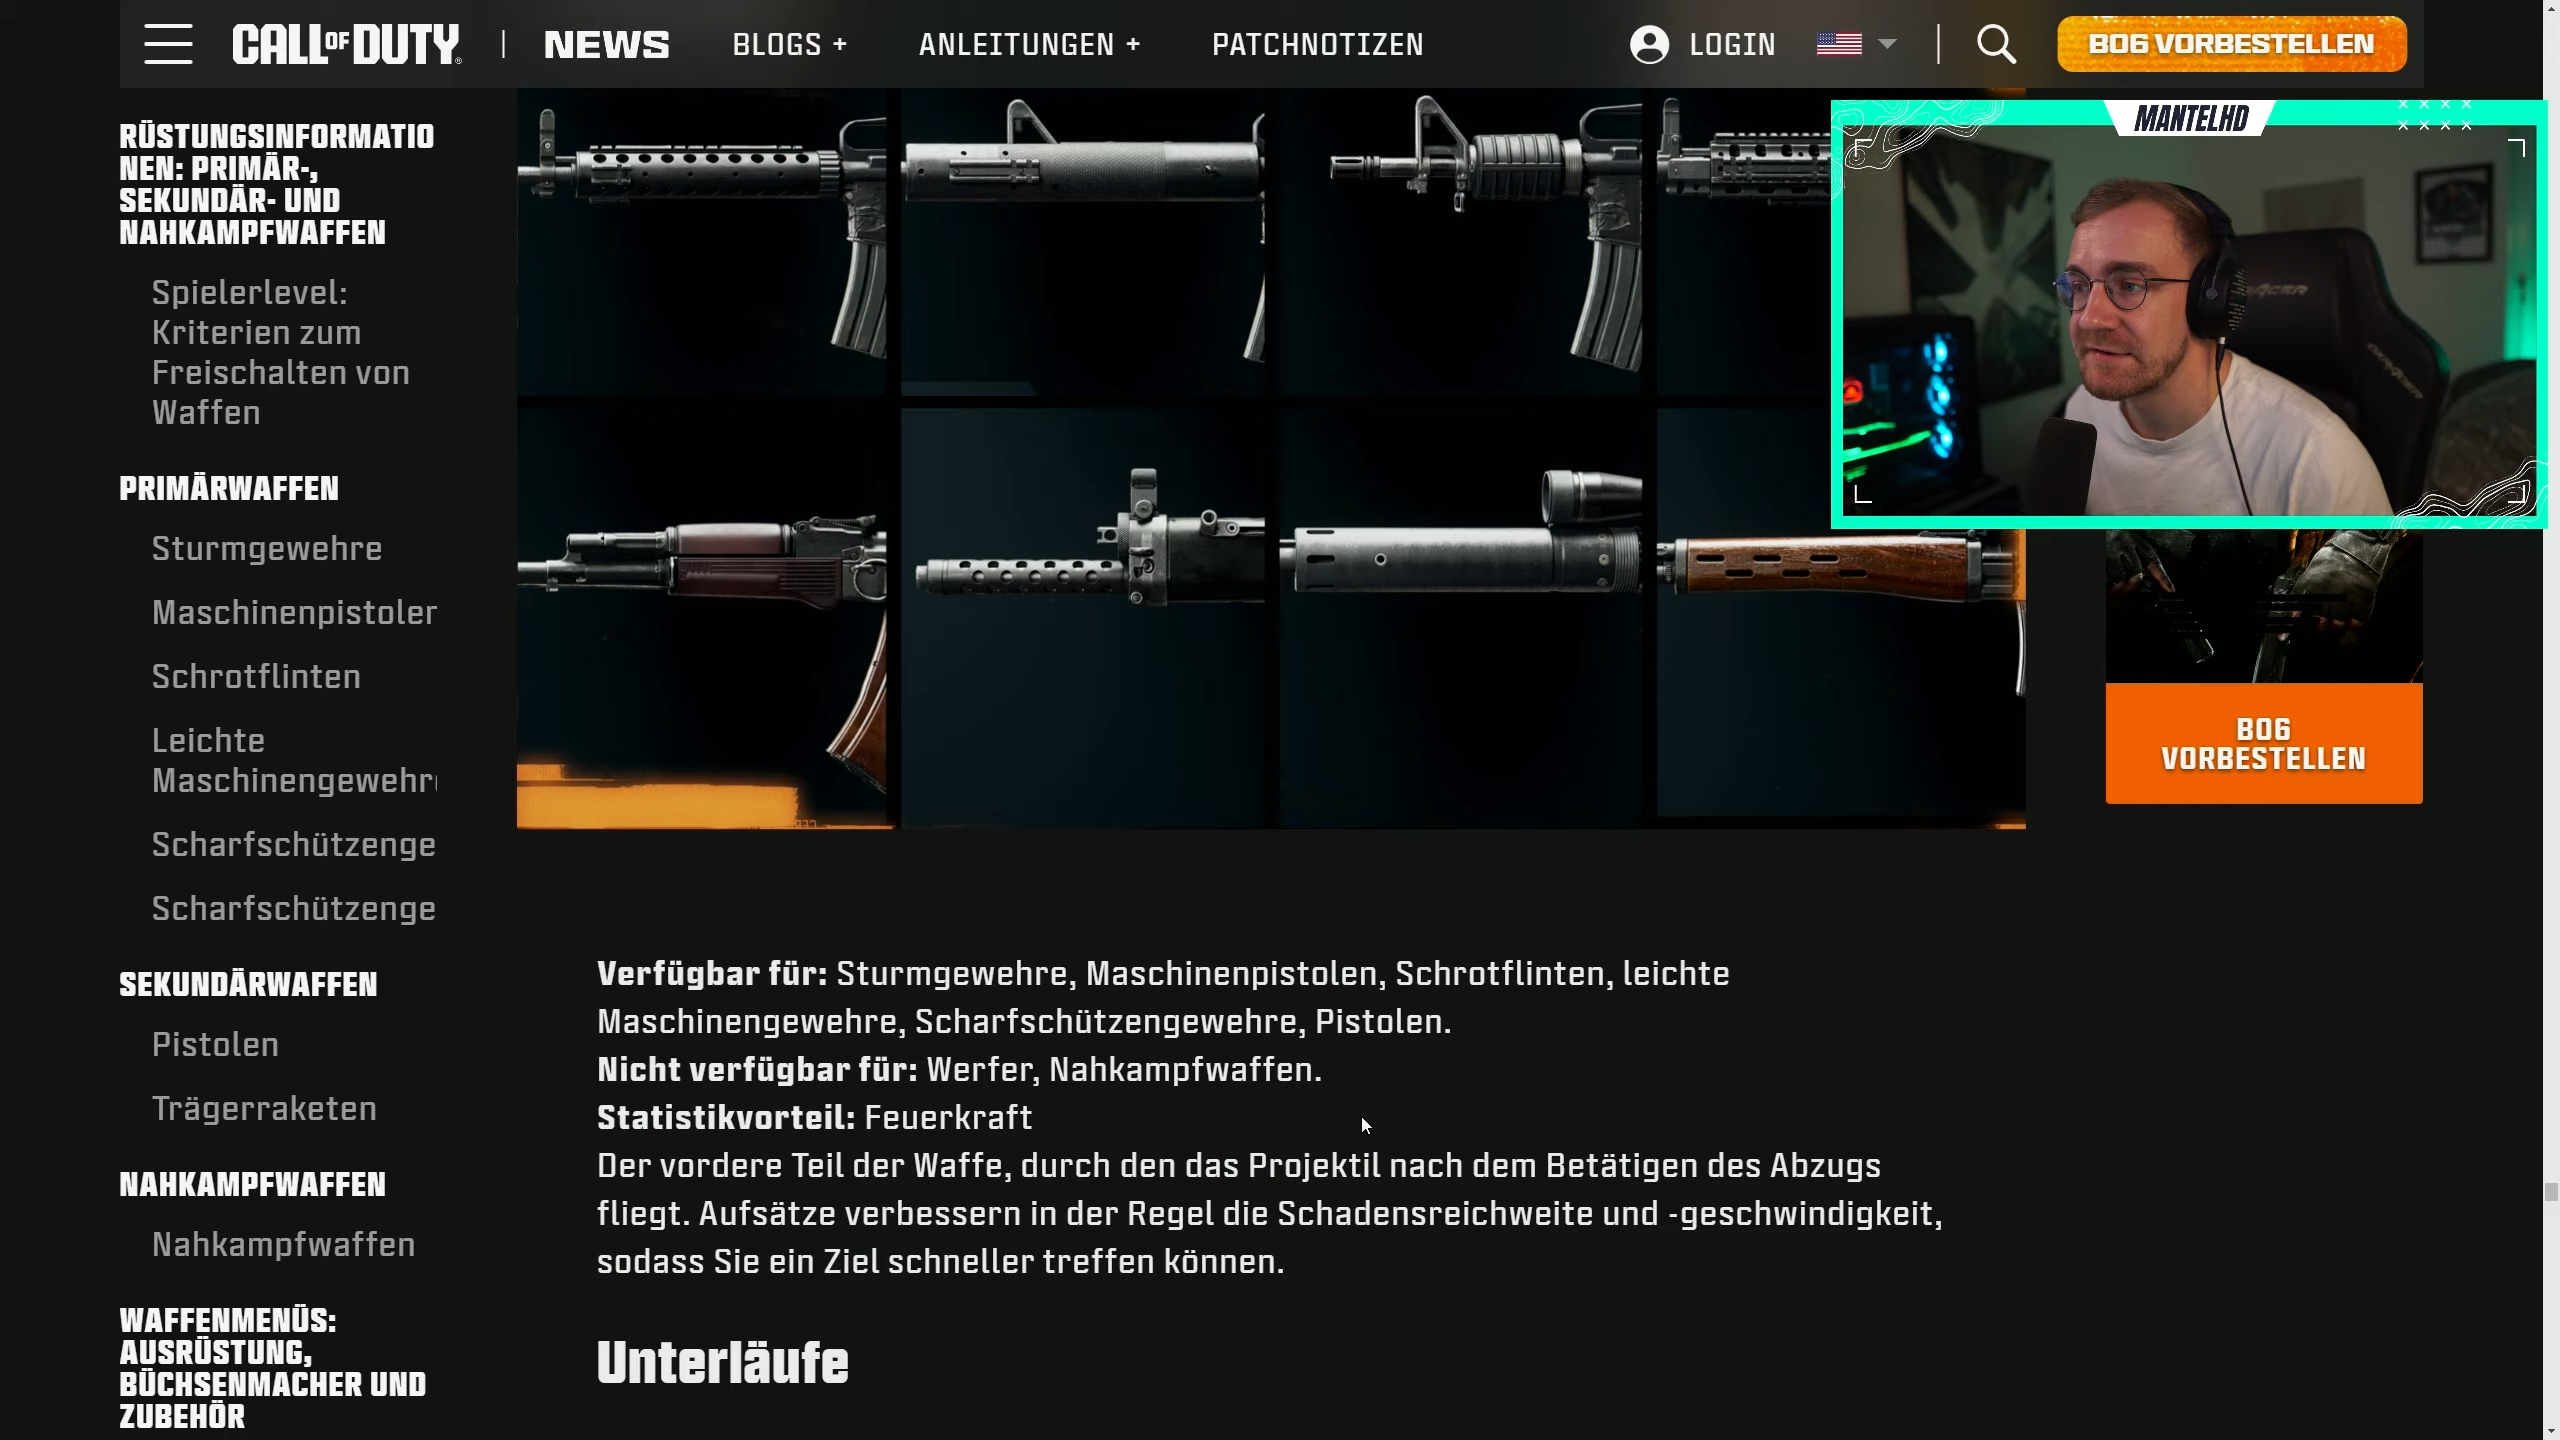 CALL OF DUTY
NEWS
BLOGS +
ANLEITUNGEN +
PATCHNOTIZEN
LOGIN
BO6 VORBESTELLEN
RÜSTUNGSINFORMATIO
NEN: PRIMÄR-,
SEKUNDÄR- UND
NAHKAMPFWAFFEN
Spielerlevel:
Kriterien zum
Freischalten von
Waffen
PRIMÄRWAFFEN
Sturmgewehre
Maschinenpistolen
Schrotflinten
Leichte
Maschinengewehre
Scharfschützenge
Scharfschützenge
SEKUNDÄRWAFFEN
Pistolen
Trägerraketen
NAHKAMPFWAFFEN
Nahkampfwaffen
WAFFENMENÜS:
AUSRÜSTUNG,
BÜCHSENMACHER UND
ZUBEHÖR
MANTELHD
BO6
VORBESTELLEN
Verfügbar für: Sturmgewehre, Maschinenpistolen, Schrotflinten, leichte
Maschinengewehre, Scharfschützengewehre, Pistolen.
Nicht verfügbar für: Werfer, Nahkampfwaffen.
Statistikvorteil: Feuerkraft
Der vordere Teil der Waffe, durch den das Projektil nach dem Betätigen des Abzugs
fliegt. Aufsätze verbessern in der Regel die Schadensreichweite und -geschwindigkeit,
sodass Sie ein Ziel schneller treffen können.
Unterläufe